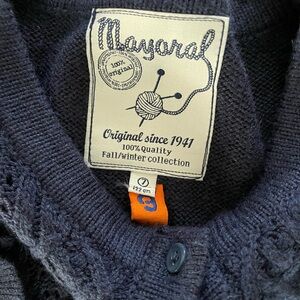 Mayoral
100%
original
Original since 1941
100% Quality
Fall/Winter collection
7
122 cm